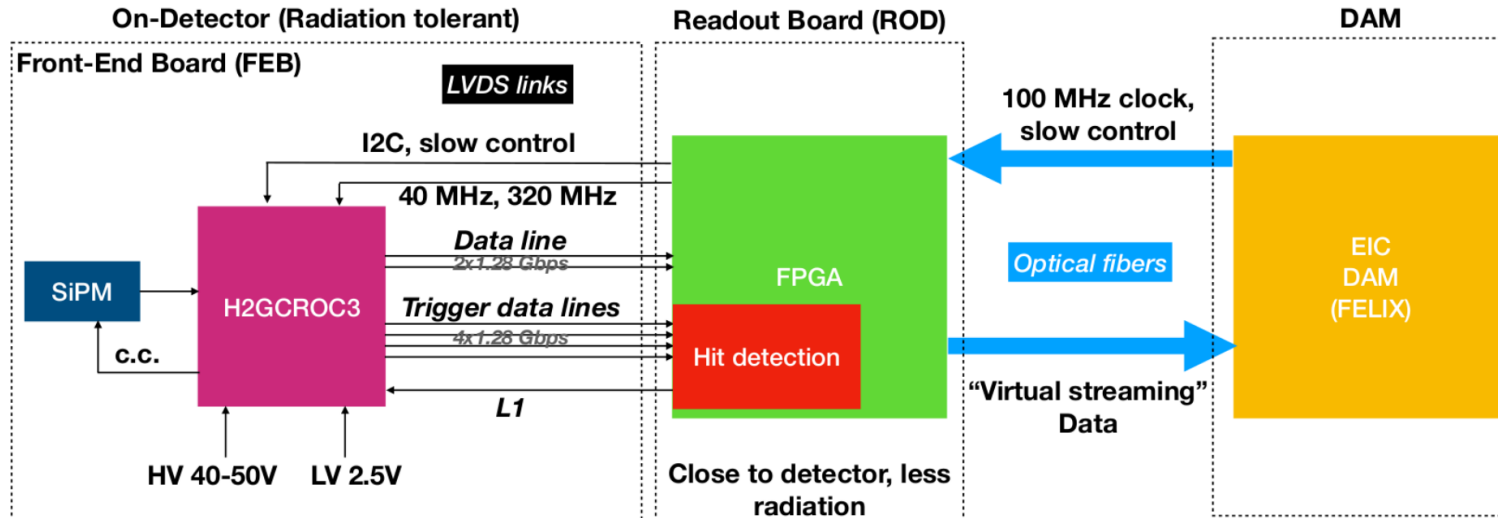 On-Detector (Radiation tolerant)
Readout Board (ROD)
DAM
Front-End Board (FEB)
LVDS links
I2C, slow control
40 MHz, 320 MHz
Data line
2x1.28 Gbps
Trigger data lines
4x1.28 Gbps
L1
SiPM
c.c.
H2GCROC3
HV 40-50V
LV 2.5V
FPGA
Hit detection
Close to detector, less
radiation
100 MHz clock,
slow control
Optical fibers
“Virtual streaming”
Data
EIC
DAM
(FELIX)